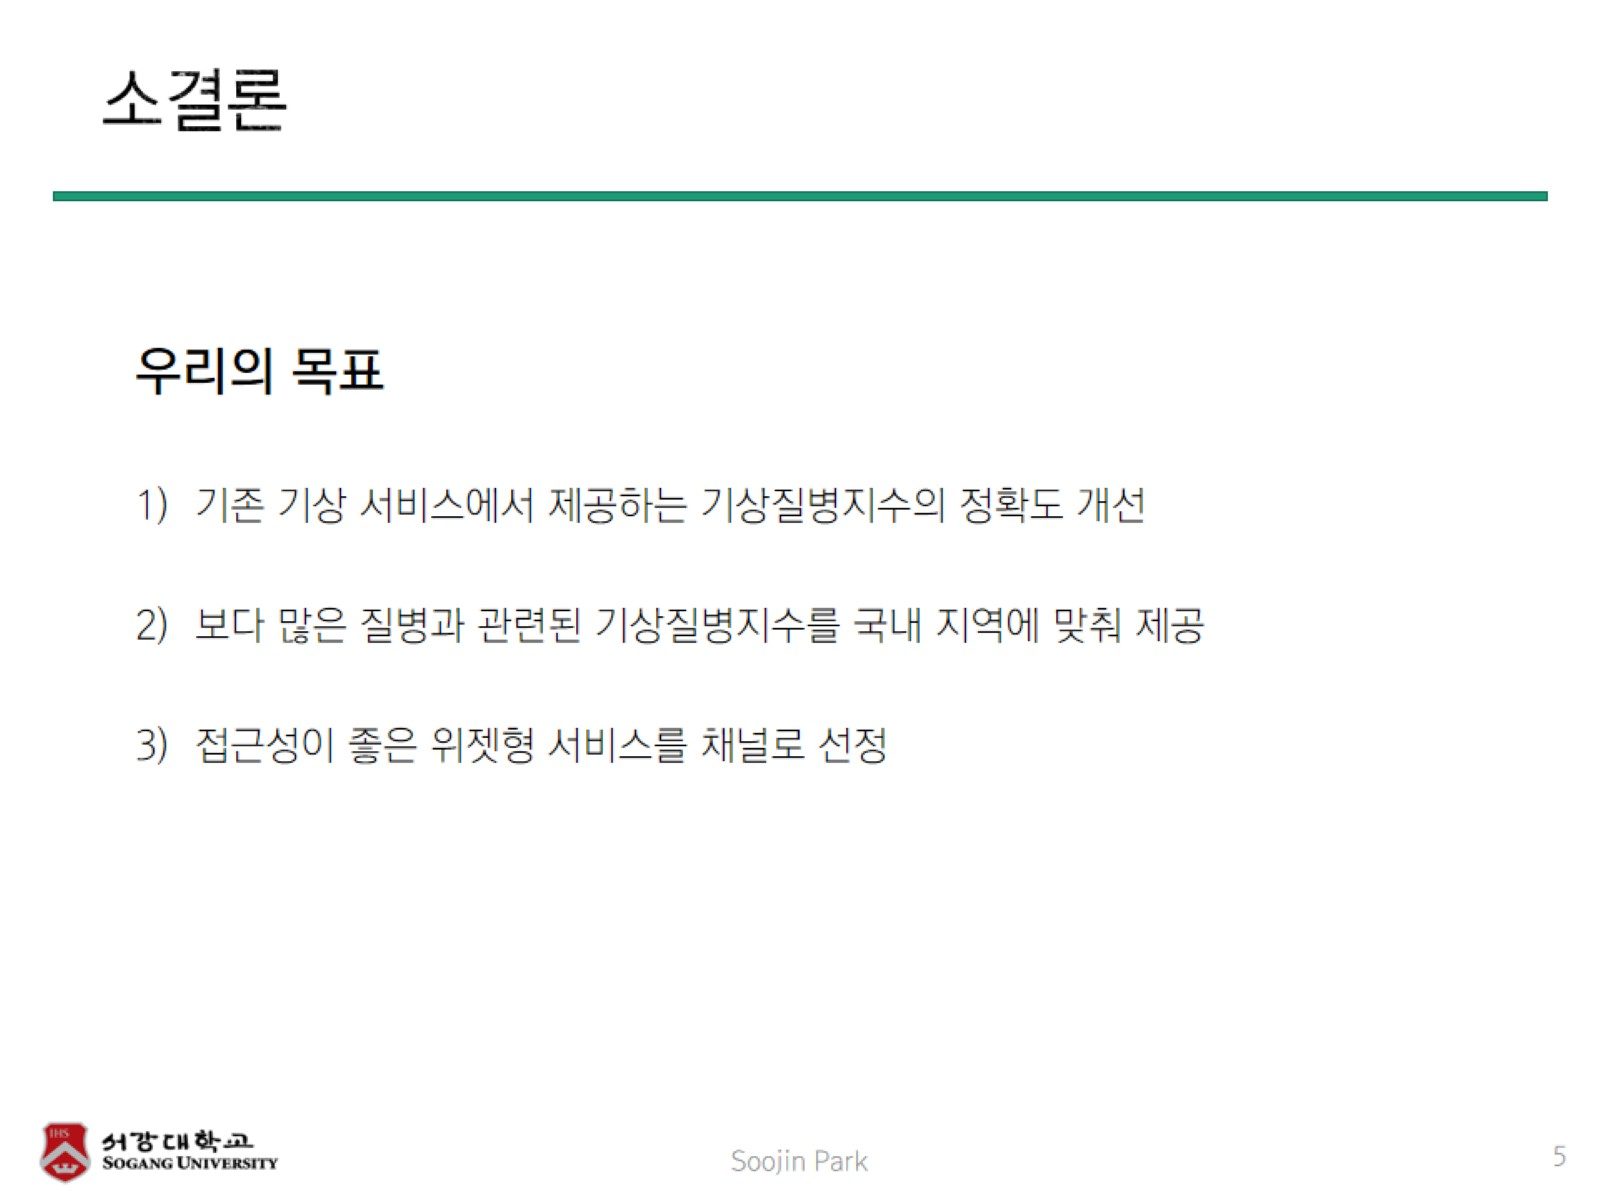 소결론
우리의 목표
1) 기존 기상 서비스에서 제공하는 기상질병지수의 정확도 개선
2) 보다 많은 질병과 관련된 기상질병지수를 국내 지역에 맞춰 제공
3) 접근성이 좋은 위젯형 서비스를 채널로 선정
IHS
서강대학교
SOGANG UNIVERSITY
Soojin Park
5